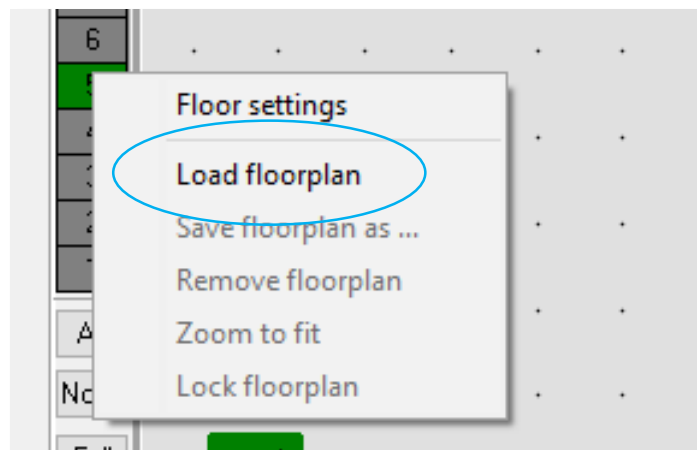 6
Floor settings
Load floorplan
Save floorplan as ...
Remove floorplan
Zoom to fit
Lock floorplan